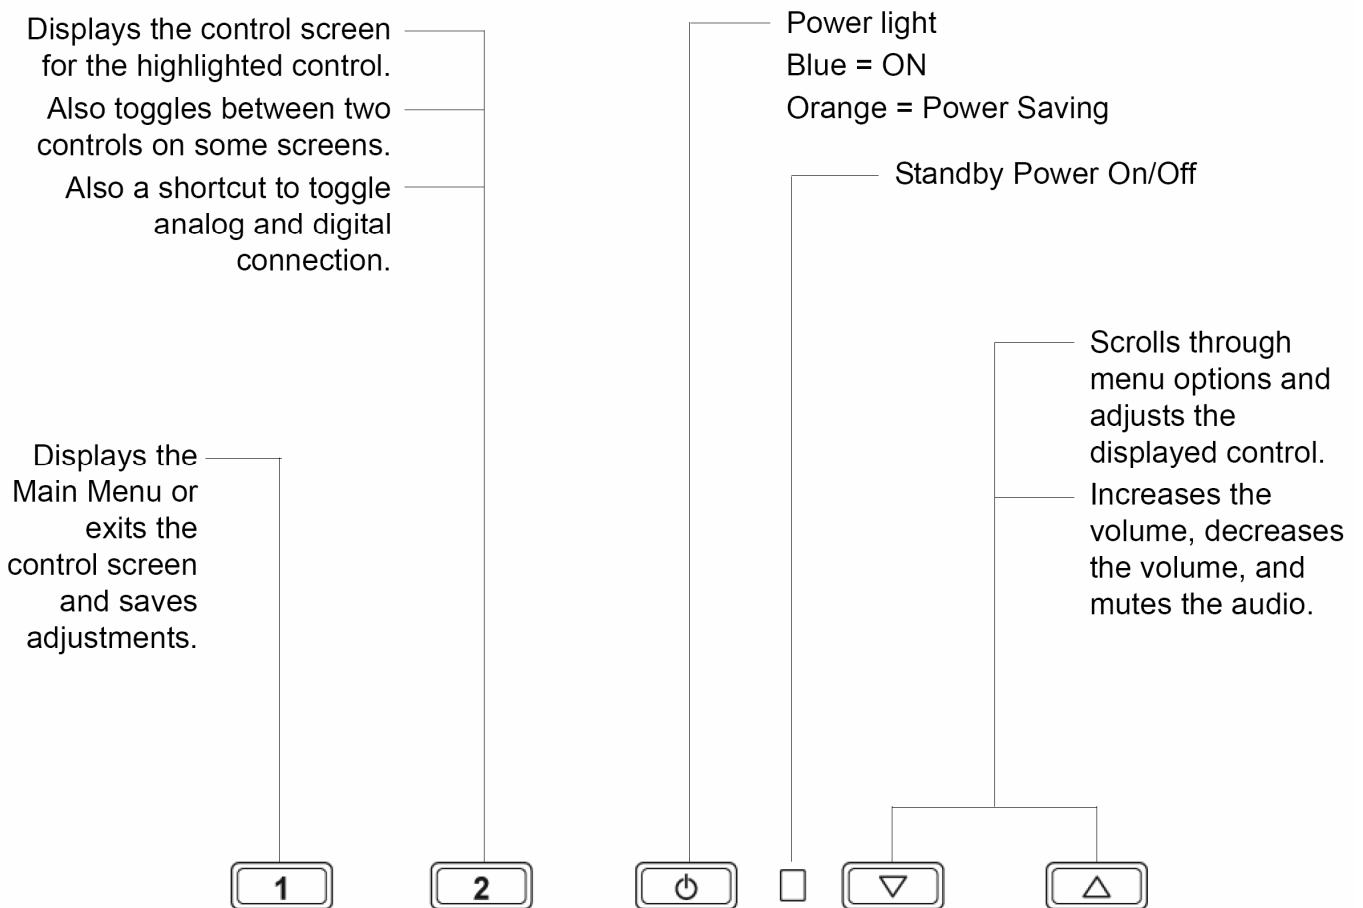 Displays the control screen
for the highlighted control.
Also toggles between two
controls on some screens.
Also a shortcut to toggle
analog and digital
connection.
Power light
Blue = ON
Orange = Power Saving
Standby Power On/Off
Displays the
Main Menu or
exits the
control screen
and saves
adjustments.
Scrolls through
menu options and
adjusts the
displayed control.
Increases the
volume, decreases
the volume, and
mutes the audio.
1
2